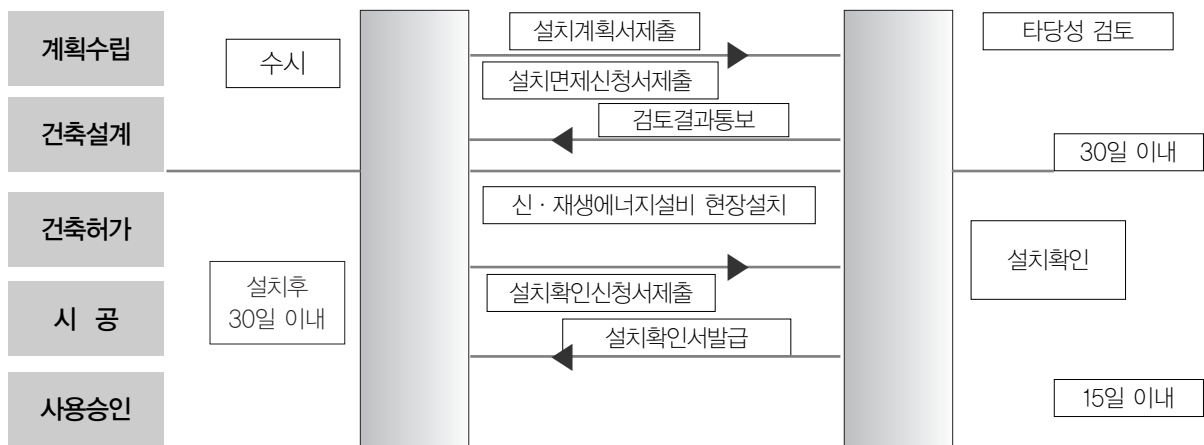 계획수립
건축설계
건축허가
시 공
사용승인
수시
설치후
30일 이내
설치계획서제출
설치면제신청서제출
검토결과통보
신 · 재생에너지설비 현장설치
설치확인신청서제출
설치확인서발급
타당성 검토
30일 이내
설치확인
15일 이내